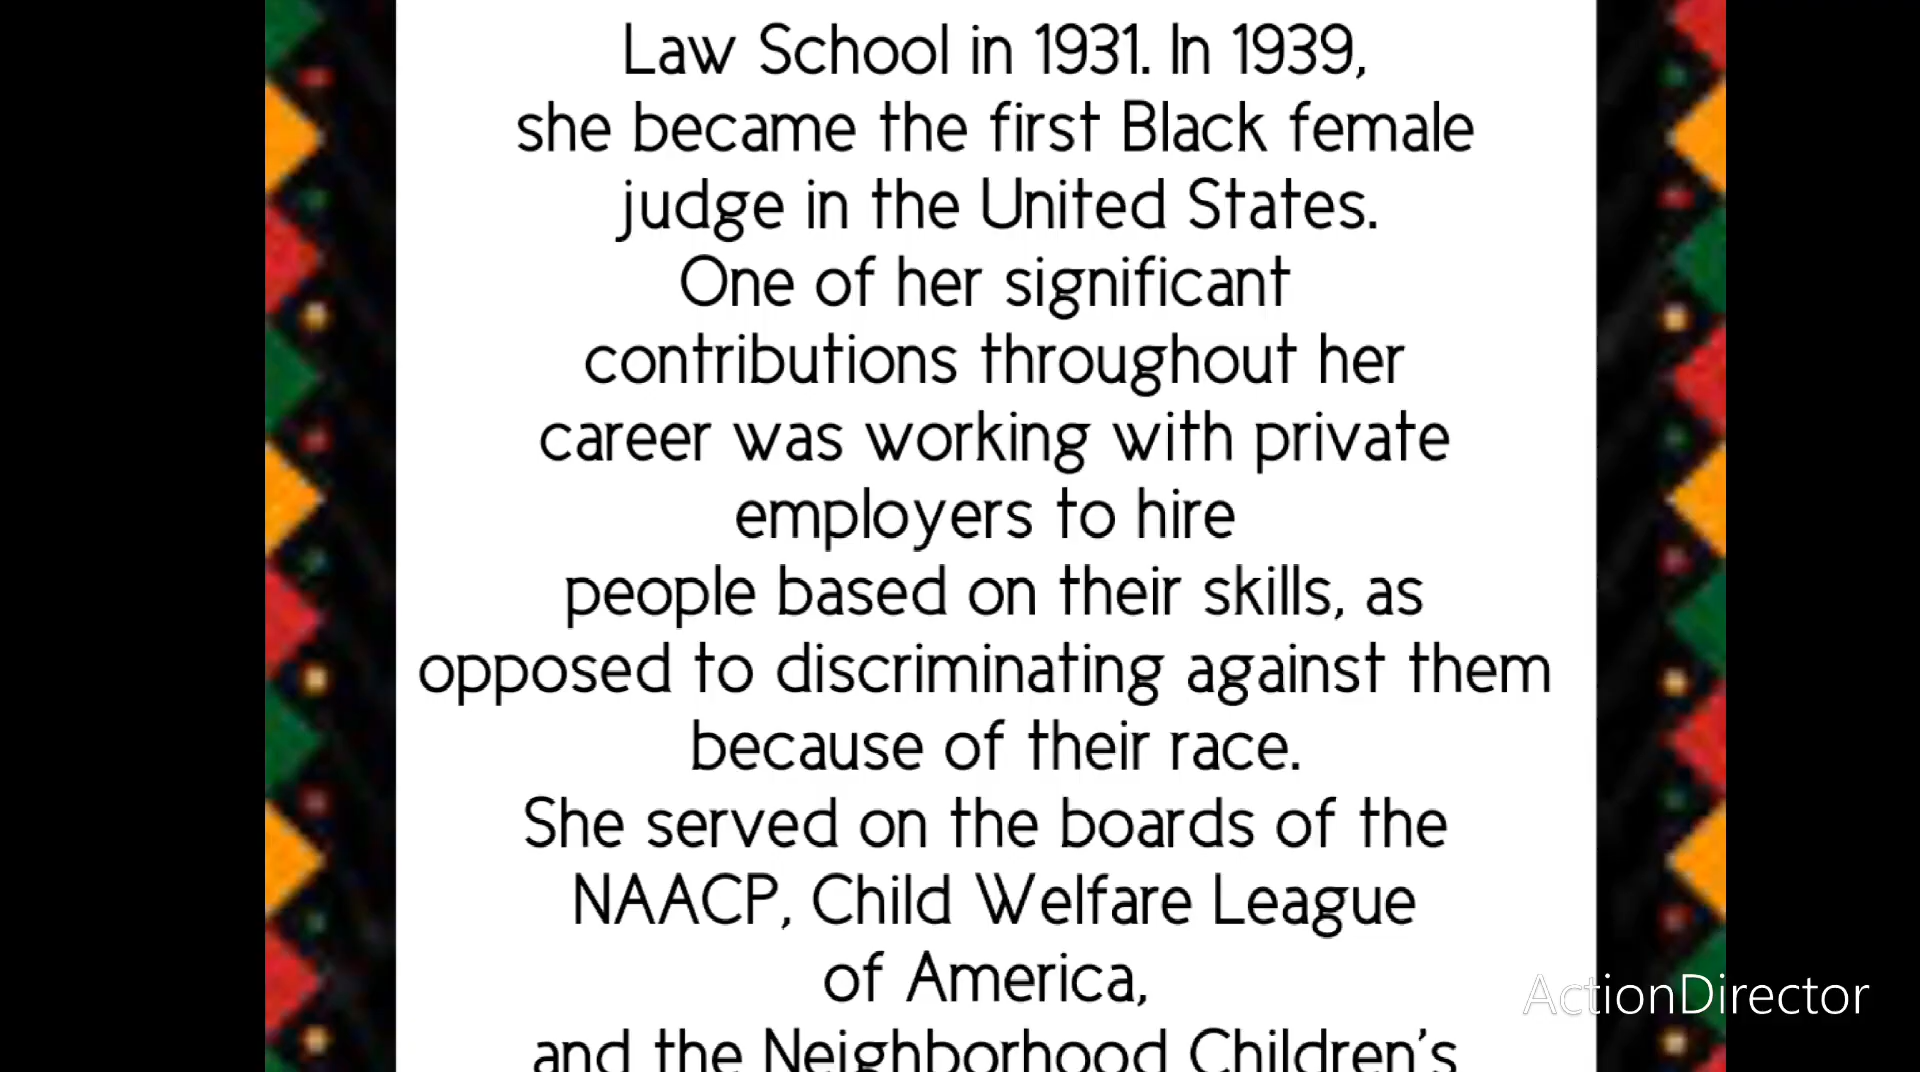 Law School in 1931. In 1939,
she became the first Black female
judge in the United States.
One of her significant
contributions throughout her
career was working with private
employers to hire
people based on their skills, as
opposed to discriminating against them
because of their race.
She served on the boards of the
NAACP, Child Welfare League
of America,
and the Neighborhood Children's
ActionDirector